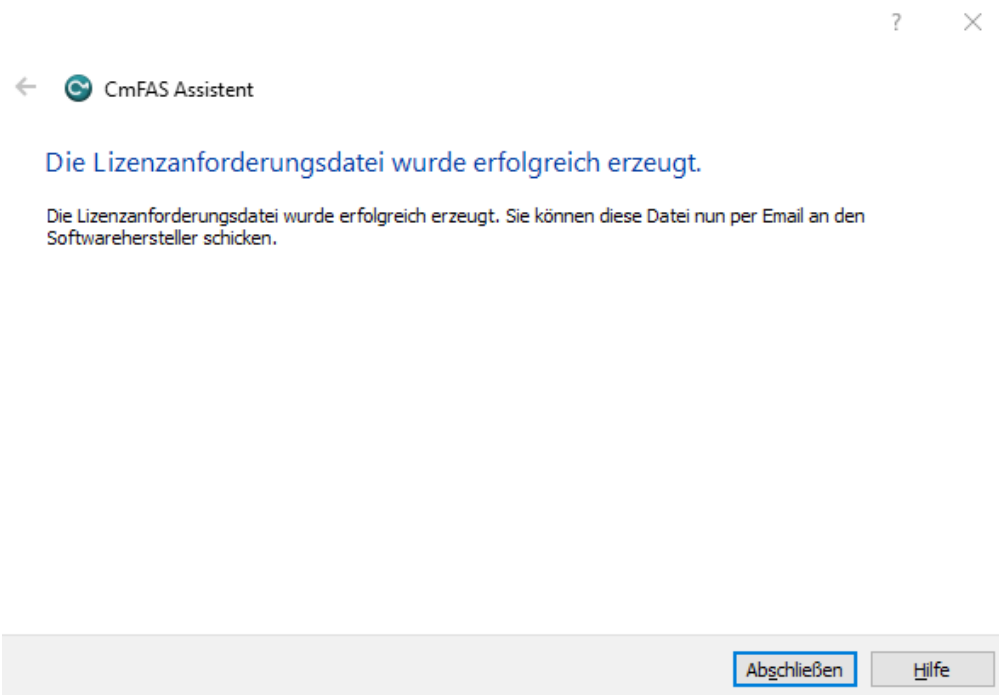 ?
CmFAS Assistent
Die Lizenzanforderungsdatei wurde erfolgreich erzeugt.
Die Lizenzanforderungsdatei wurde erfolgreich erzeugt. Sie können diese Datei nun per Email an den
Softwarehersteller schicken.
Abschließen
Hilfe